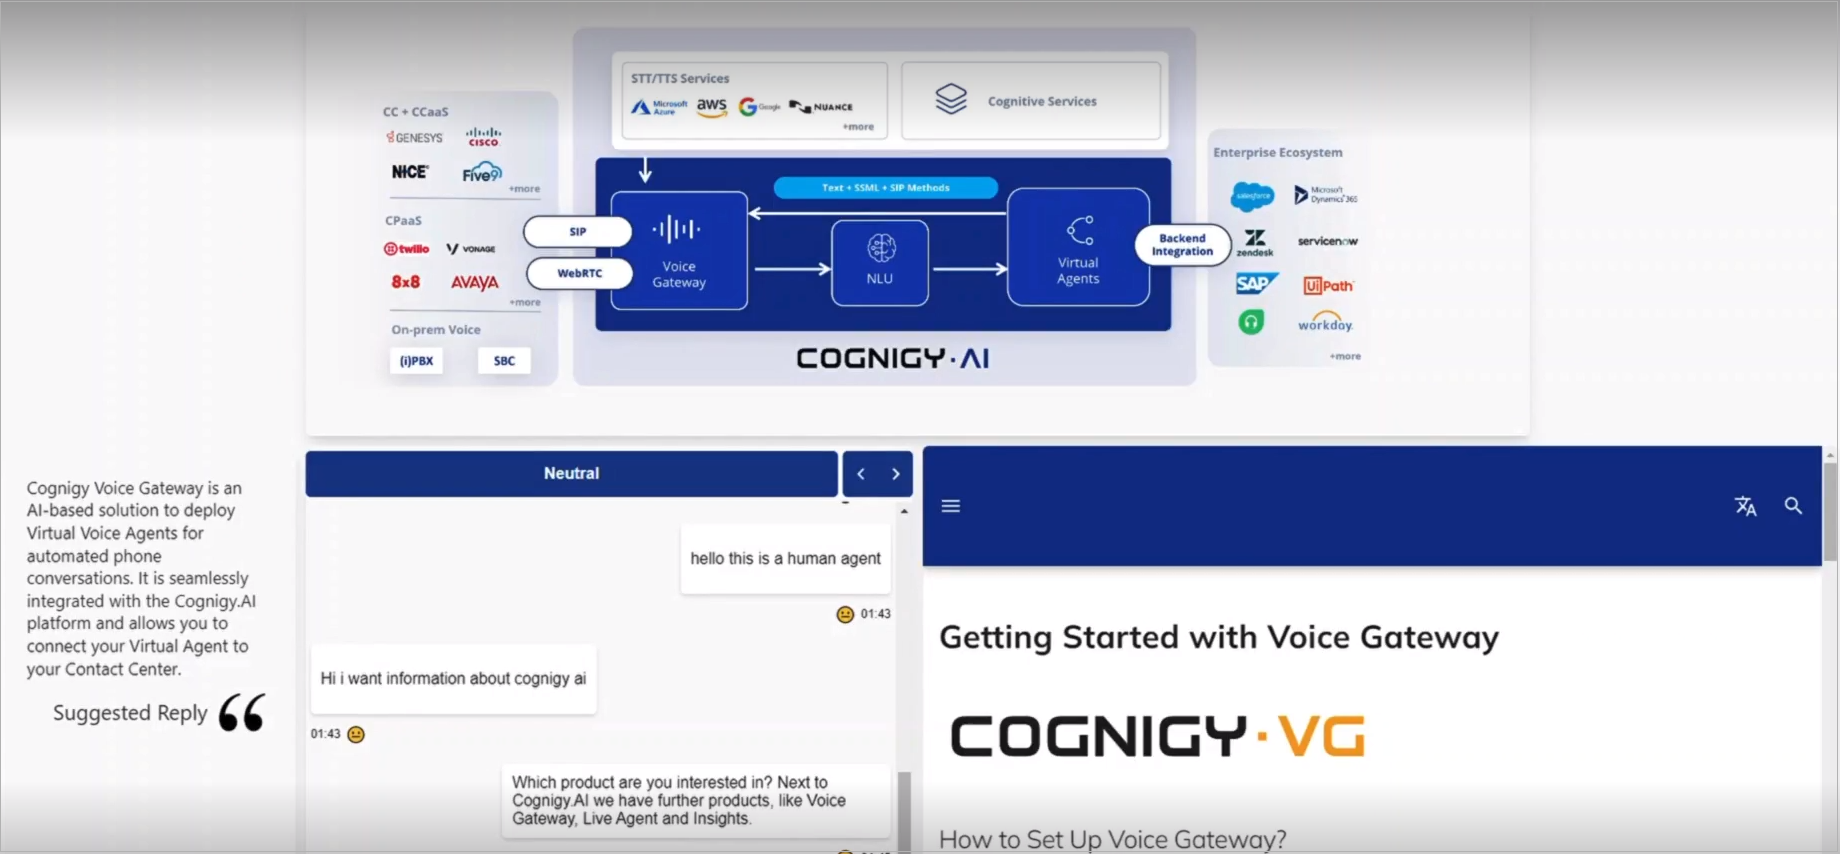 STT/TTS Services
Microsoft
Azure
aws
Google
NUANCE
+more
Cognitive Services
CC + CCaaS
GENESYS
CISCO
NICE
Five9
+more
CPaaS
twilio
VONAGE
8x8
AVAYA
+more
On-prem Voice
(i)PBX
SBC
SIP
WebRTC
Text + SSML + SIP Methods
Voice
Gateway
NLU
Virtual
Agents
Backend
Integration
COGNIGY.AI
Enterprise Ecosystem
salesforce
Microsoft
Dynamics 365
zendesk
servicenow
SAP
UiPath
workday.
+more
Cognigy Voice Gateway is an
AI-based solution to deploy
Virtual Voice Agents for
automated phone
conversations. It is seamlessly
integrated with the Cognigy.AI
platform and allows you to
connect your Virtual Agent to
your Contact Center.
Suggested Reply
Neutral
hello this is a human agent
01:43
Hi i want information about cognigy ai
01:43
Which product are you interested in? Next to
Cognigy.AI we have further products, like Voice
Gateway, Live Agent and Insights.
Getting Started with Voice Gateway
COGNIGY.VG
How to Set Up Voice Gateway?